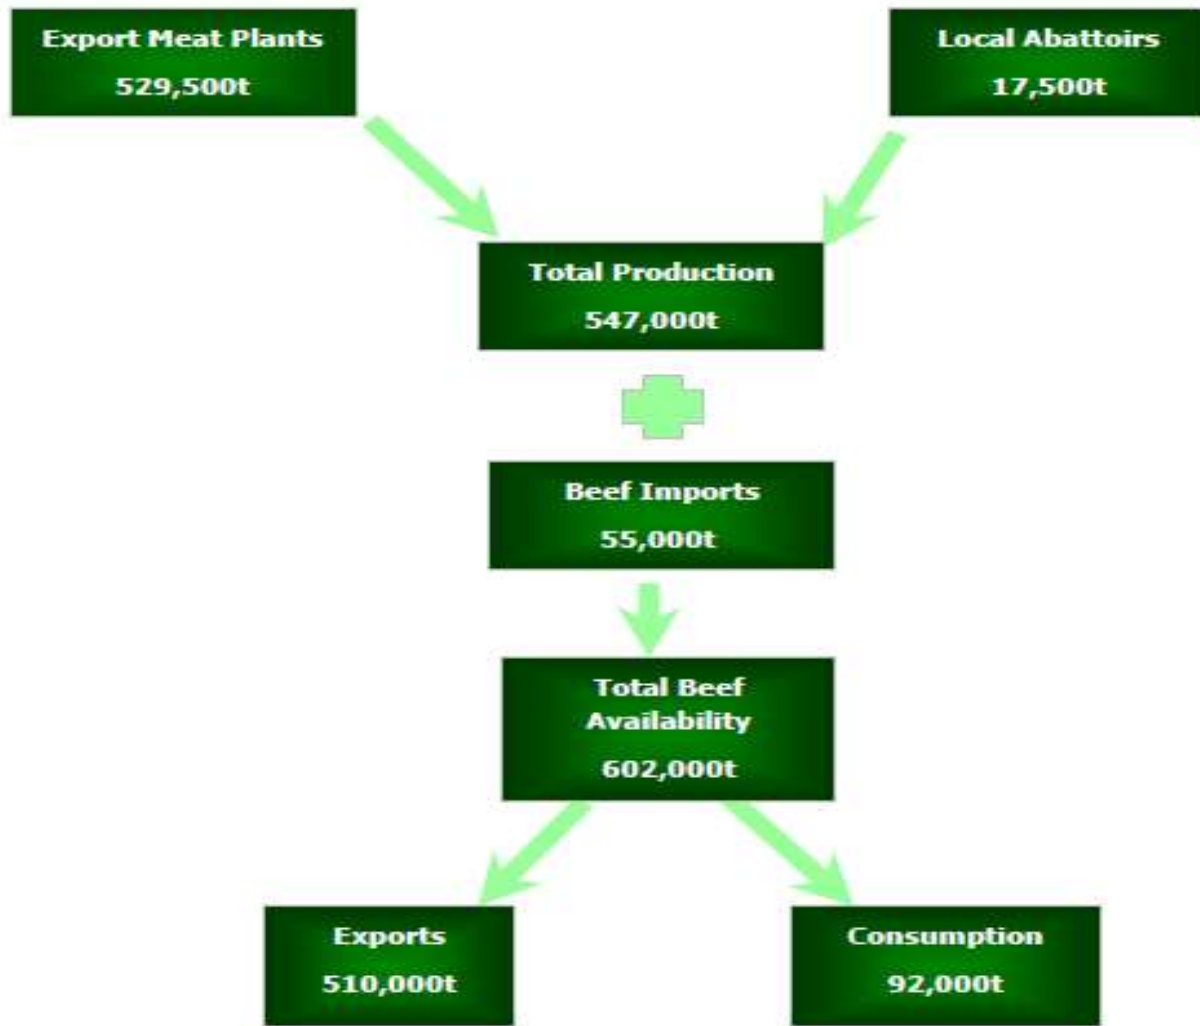 Export Meat Plants
529,500t
Local Abattoirs
17,500t
Total Production
547,000t
Beef Imports
55,000t
Total Beef
Availability
602,000t
Exports
510,000t
Consumption
92,000t